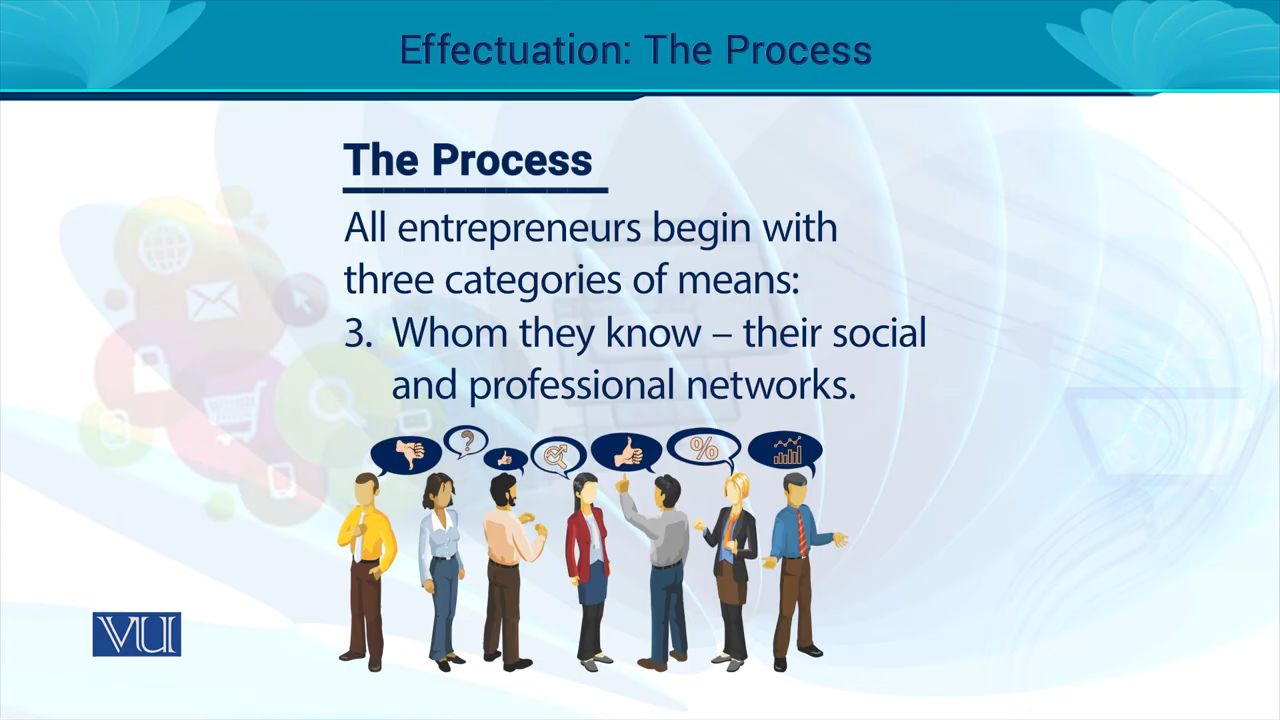 Effectuation: The Process
The Process
All entrepreneurs begin with
three categories of means:
3. Whom they know – their social
and professional networks.
?
%
VU